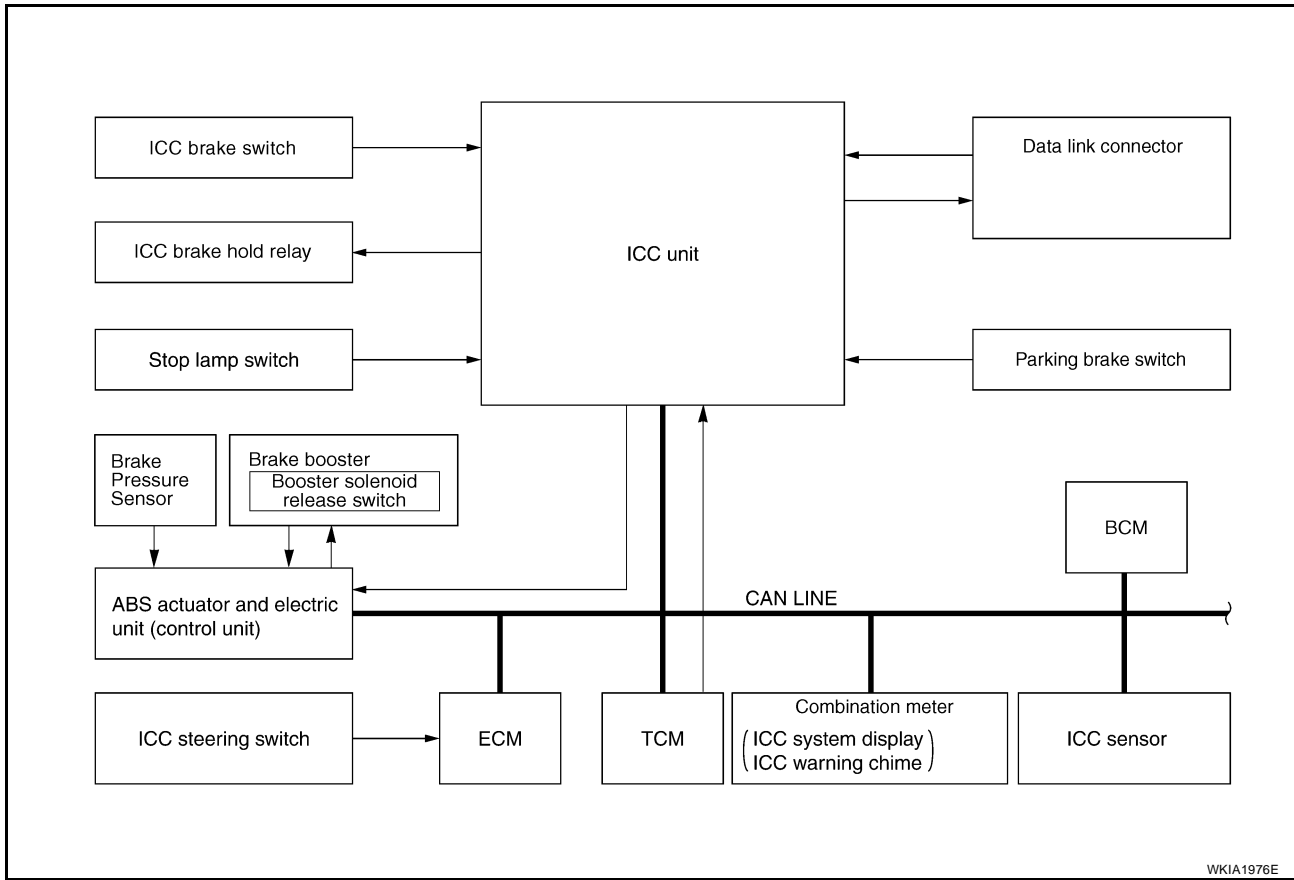 ICC brake switch
ICC unit
Data link connector
ICC brake hold relay
Stop lamp switch
Parking brake switch
Brake
Pressure
Sensor
Brake booster
Booster solenoid
release switch
BCM
ABS actuator and electric
unit (control unit)
CAN LINE
ICC steering switch
ECM
TCM
Combination meter
(ICC system display)
(ICC warning chime)
ICC sensor
WKIA1976E